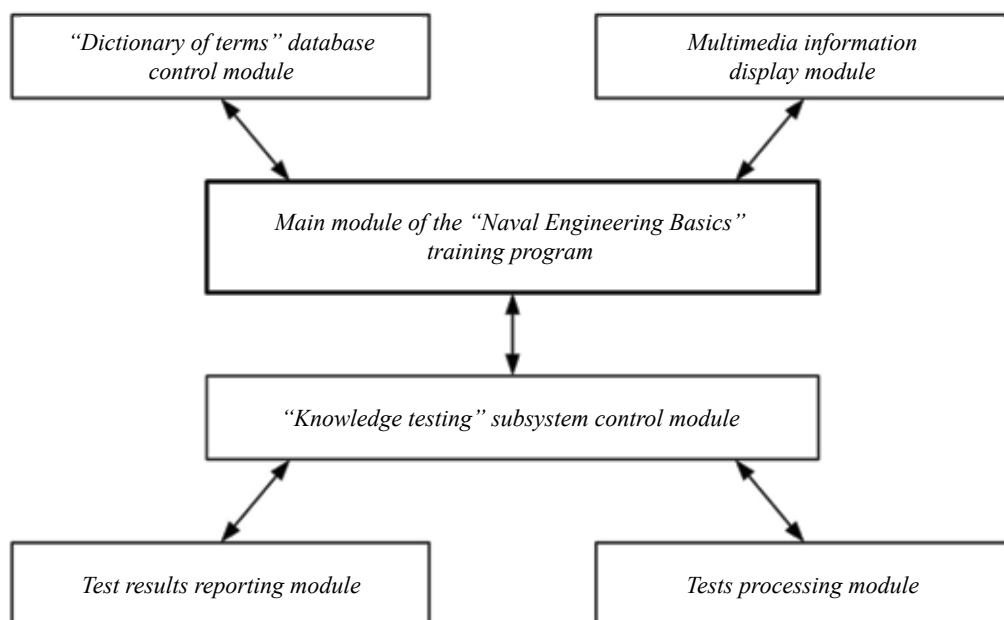 “Dictionary of terms” database
control module
Multimedia information
display module
Main module of the “Naval Engineering Basics”
training program
“Knowledge testing” subsystem control module
Test results reporting module
Tests processing module